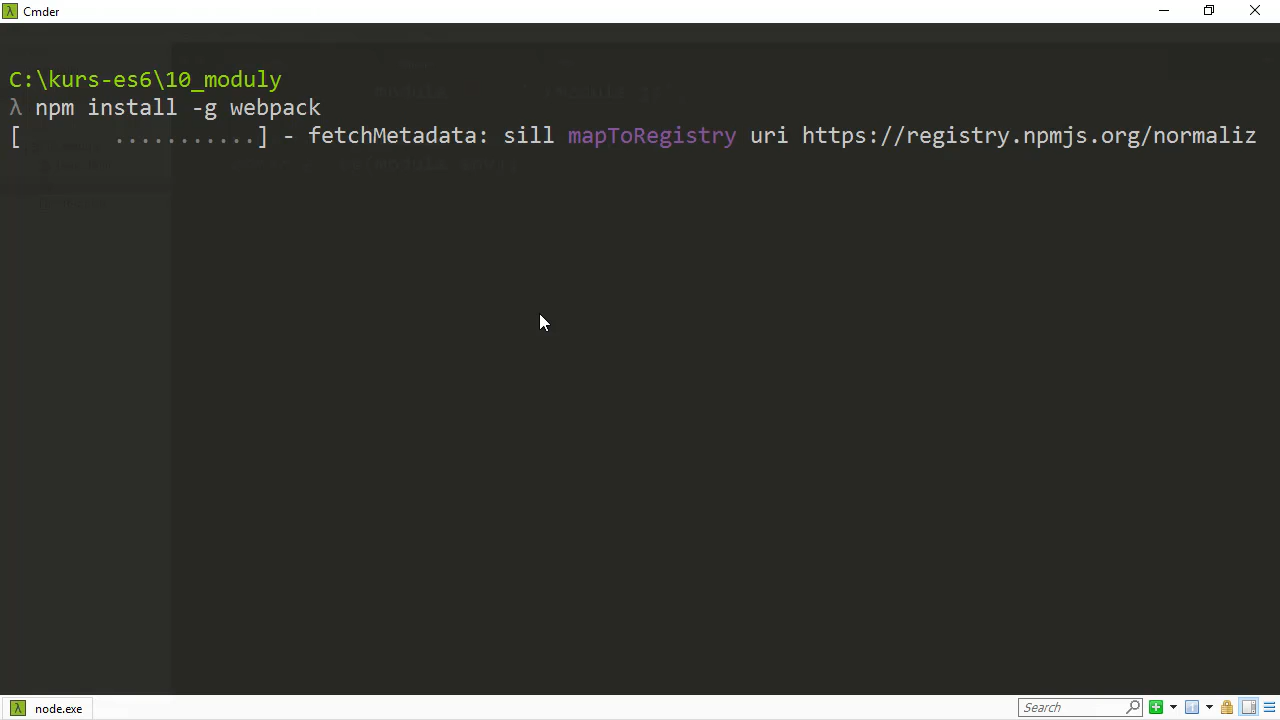 Cmder
C:\kurs-es6\10_moduly
λ npm install -g webpack
[       ...........] - fetchMetadata: sill mapToRegistry uri https://registry.npmjs.org/normaliz
node.exe
Search